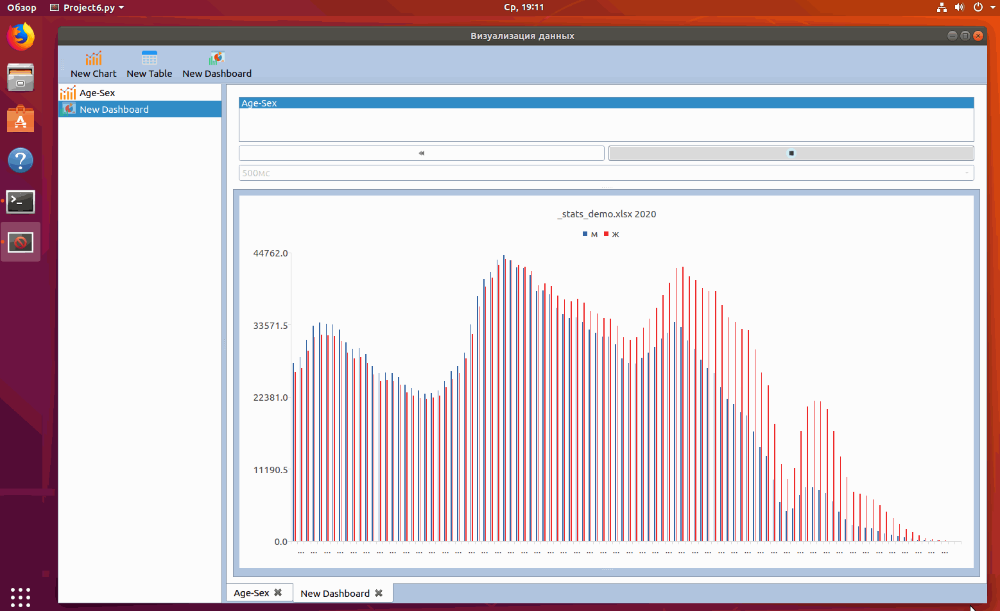 Обзор Project6.py Ср, 19:11
Визуализация данных
New Chart New Table New Dashboard
Age-Sex
New Dashboard
Age-Sex
500мс
_stats_demo.xlsx 2020
м ж
44762.0
33571.5
22381.0
11190.5
0.0
... ... ... ... ... ... ... ... ... ... ... ... ... ... ... ... ... ... ... ... ... ... ... ... ... ... ... ... ... ... ... ... ... ... ... ... ... ... ... ... ... ... ... ... ... ... ... ... ... ...
Age-Sex New Dashboard